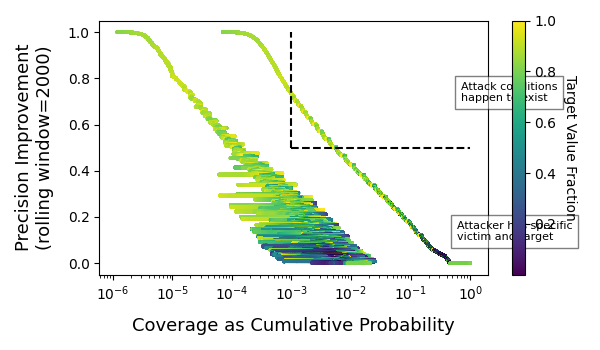 Precision Improvement
(rolling window=2000)
1.0
0.8
0.6
0.4
0.2
0.0
10⁻⁶
10⁻⁵
10⁻⁴
10⁻³
10⁻²
10⁻¹
10⁰
Coverage as Cumulative Probability
Attack conditions
happen to exist
Attacker has specific
victim and target
1.0
0.8
0.6
0.4
0.2
Target Value Fraction